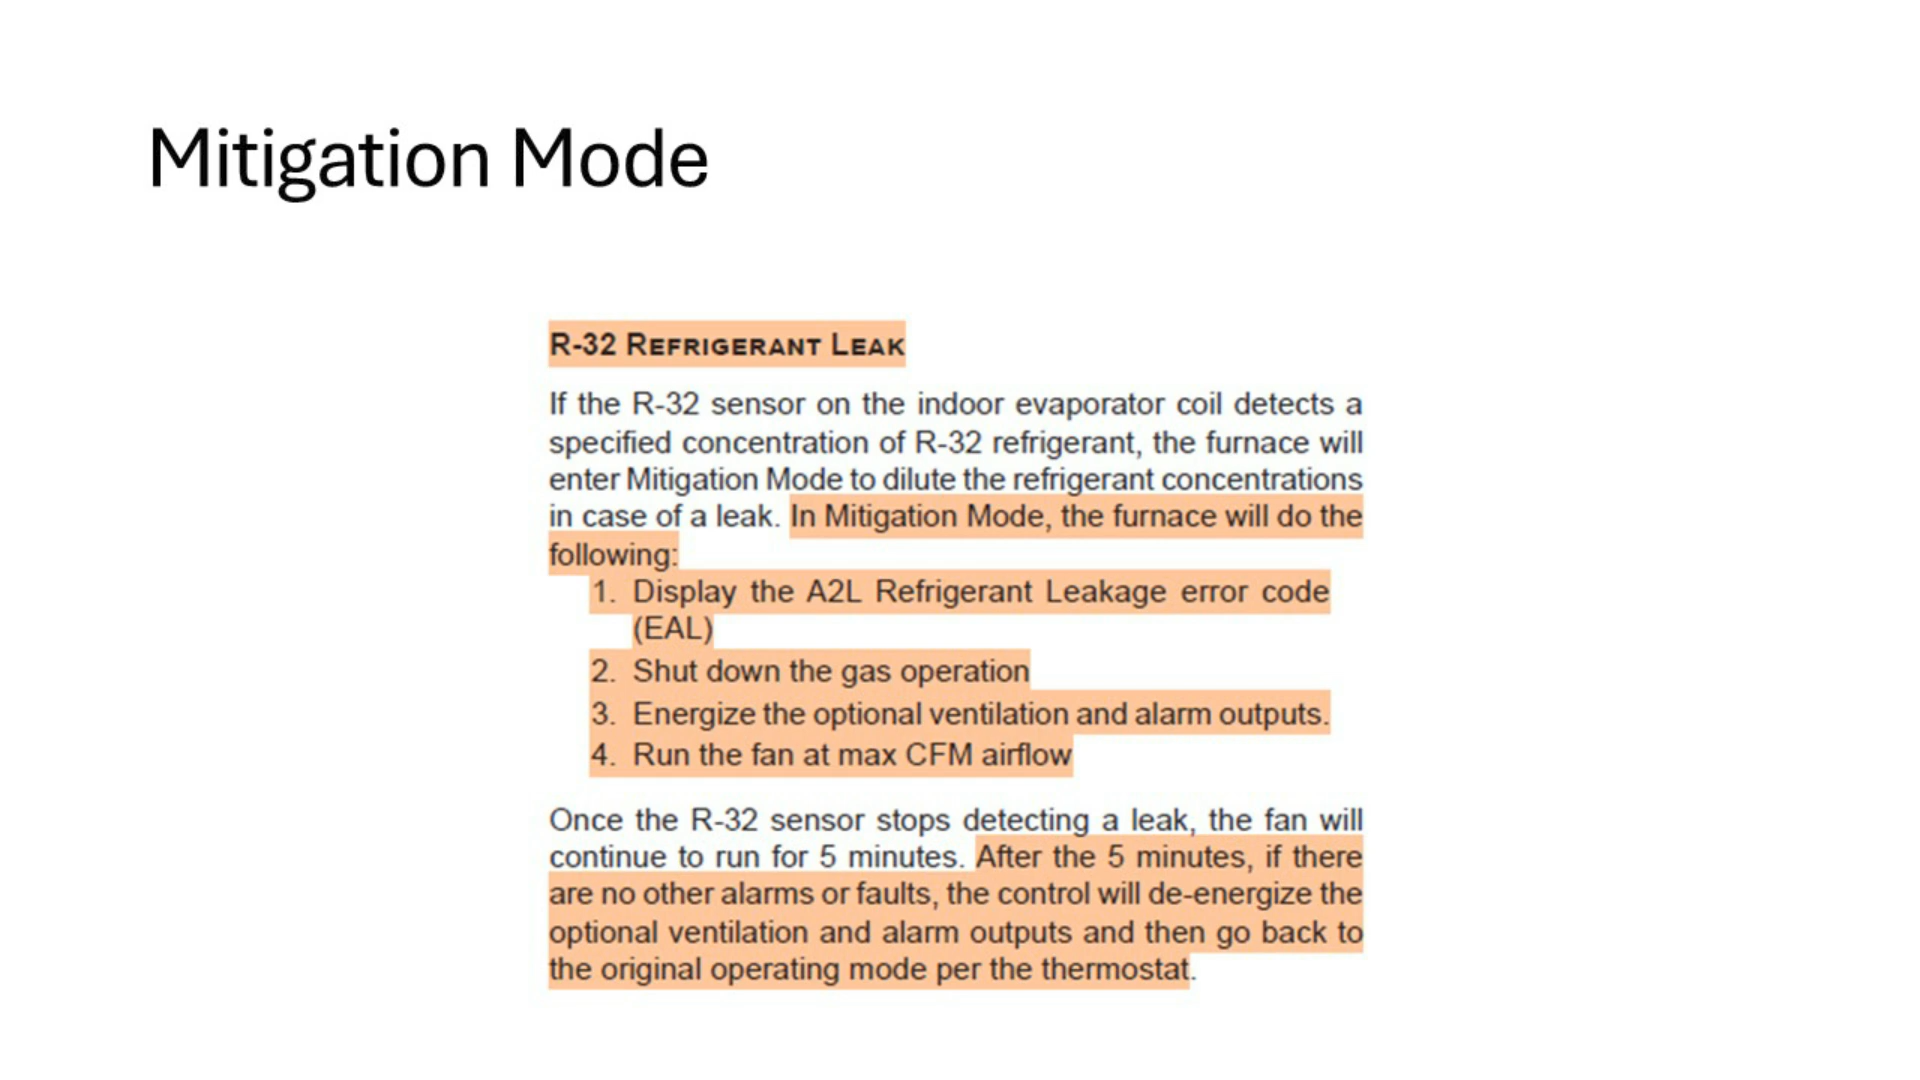 Mitigation Mode
R-32 REFRIGERANT LEAK
If the R-32 sensor on the indoor evaporator coil detects a
specified concentration of R-32 refrigerant, the furnace will
enter Mitigation Mode to dilute the refrigerant concentrations
in case of a leak. In Mitigation Mode, the furnace will do the
following:
1. Display the A2L Refrigerant Leakage error code
(EAL)
2. Shut down the gas operation
3. Energize the optional ventilation and alarm outputs.
4. Run the fan at max CFM airflow
Once the R-32 sensor stops detecting a leak, the fan will
continue to run for 5 minutes. After the 5 minutes, if there
are no other alarms or faults, the control will de-energize the
optional ventilation and alarm outputs and then go back to
the original operating mode per the thermostat.